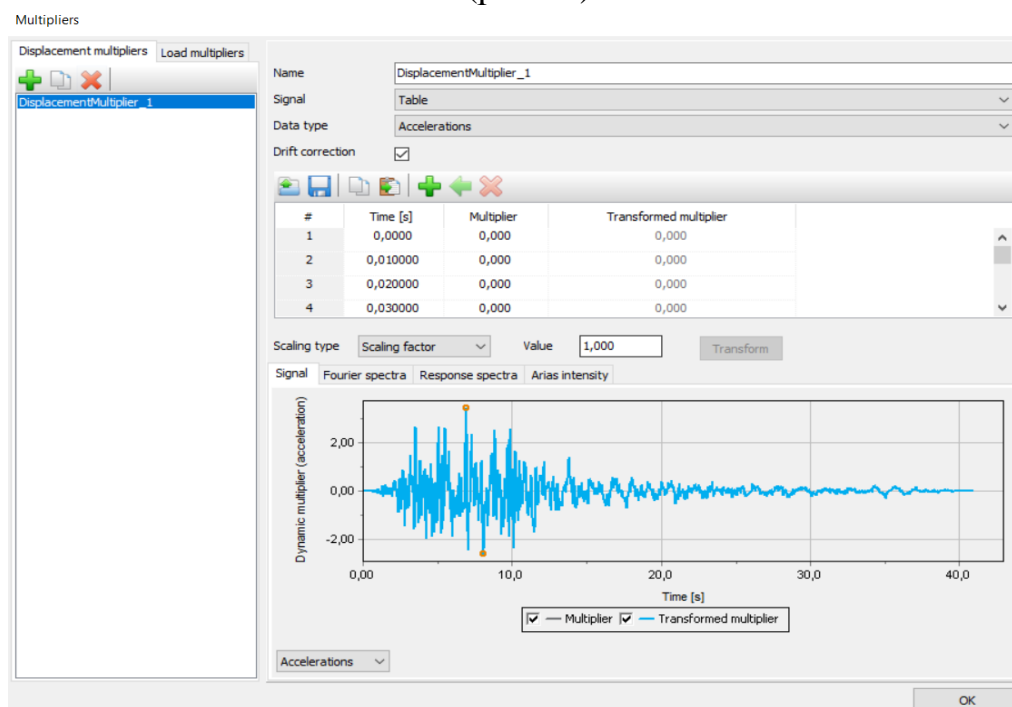 Multipliers
Displacement multipliers Load multipliers
DisplacementMultiplier_1
Name DisplacementMultiplier_1
Signal Table
Data type Accelerations
Drift correction
# Time [s] Multiplier Transformed multiplier
1 0,0000 0,000 0,000
2 0,010000 0,000 0,000
3 0,020000 0,000 0,000
4 0,030000 0,000 0,000
Scaling type Scaling factor Value 1,000 Transform
Signal Fourier spectra Response spectra Arias intensity
Dynamic multiplier (acceleration)
2,00
0,00
-2,00
0,00 10,0 20,0 30,0 40,0
Time [s]
Multiplier Transformed multiplier
Accelerations
OK